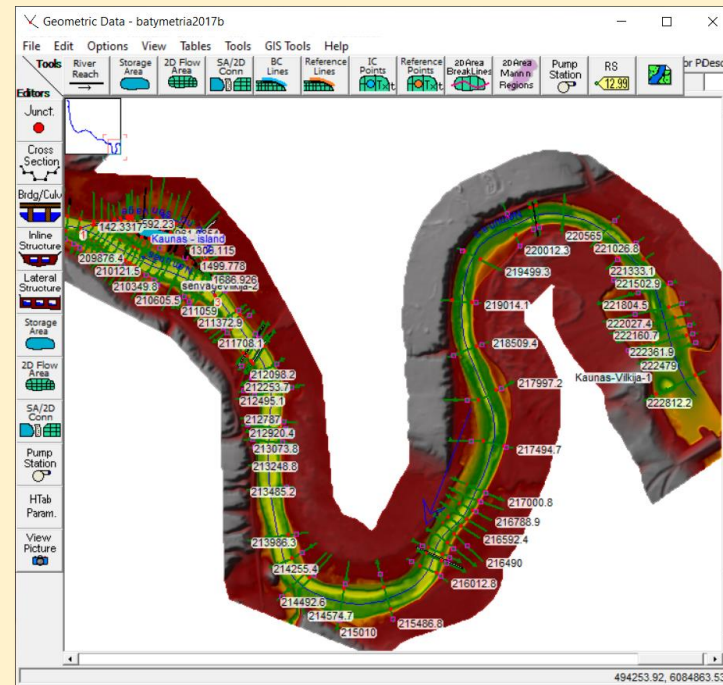 Geometric Data - batymetria2017b
File Edit Options View Tables Tools GIS Tools Help
Tools
Editors
River Reach
Storage Area
2D Flow Area
SA/2D Conn
BC Lines
Reference Lines
IC Points
Reference Points
2D Area BreakLines
2D Area Mann n Regions
Pump Station
RS
12.99
or PDesc
Junct.
Cross Section
Brdg/Culv
Inline Structure
Lateral Structure
Storage Area
2D Flow Area
SA/2D Conn
Pump Station
HTab Param.
View Picture
142.3317
592.23
Kaunas - island
1306.115
1499.778
1686.926
209876.4
210121.5
210349.8
210605.5
211059
211372.9
211708.1
212098.2
212253.7
212495.1
212787
212920.4
213073.8
213248.8
213485.2
213986.3
214255.4
214492.6
214574.7
215010
215486.8
216012.8
216490
216592.4
216788.9
217000.8
217494.7
217997.2
218509.4
219014.1
219499.3
220012.3
220565
221026.8
221333.1
221502.9
221804.5
222027.4
222160.7
222361.9
222479
Kaunas-Vilkija-1
222812.2